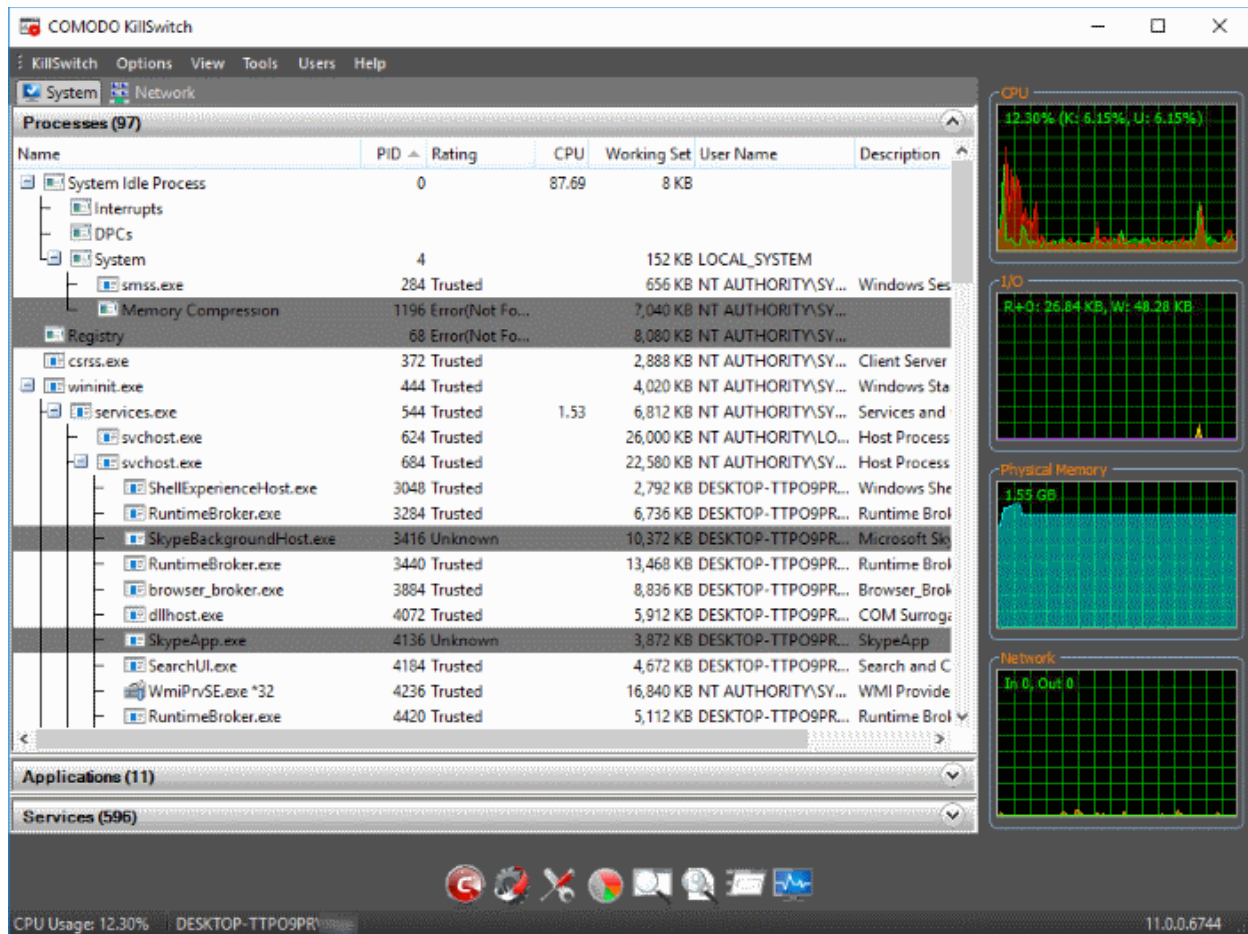 COMODO KillSwitch
KillSwitch Options View Tools Users Help
System Network
Processes (97)
Name PID Rating CPU Working Set User Name Description
System Idle Process 0 87.69 8 KB
Interrupts
DPCs
System 4 152 KB LOCAL_SYSTEM
smss.exe 284 Trusted 656 KB NT AUTHORITY\SY... Windows Ses
Memory Compression 1196 Error(Not Fo... 7,040 KB NT AUTHORITY\SY...
Registry 68 Error(Not Fo... 8,080 KB NT AUTHORITY\SY...
csrss.exe 372 Trusted 2,888 KB NT AUTHORITY\SY... Client Server
wininit.exe 444 Trusted 4,020 KB NT AUTHORITY\SY... Windows Sta
services.exe 544 Trusted 1.53 6,812 KB NT AUTHORITY\SY... Services and
svchost.exe 624 Trusted 26,000 KB NT AUTHORITY\LO... Host Process
svchost.exe 684 Trusted 22,580 KB NT AUTHORITY\SY... Host Process
ShellExperienceHost.exe 3048 Trusted 2,792 KB DESKTOP-TTPO9PR... Windows She
RuntimeBroker.exe 3284 Trusted 6,736 KB DESKTOP-TTPO9PR... Runtime Brok
SkypeBackgroundHost.exe 3416 Unknown 10,372 KB DESKTOP-TTPO9PR... Microsoft Sky
RuntimeBroker.exe 3440 Trusted 13,468 KB DESKTOP-TTPO9PR... Runtime Brok
browser_broker.exe 3884 Trusted 8,836 KB DESKTOP-TTPO9PR... Browser_Brok
dllhost.exe 4072 Trusted 5,912 KB DESKTOP-TTPO9PR... COM Surroga
SkypeApp.exe 4136 Unknown 3,872 KB DESKTOP-TTPO9PR... SkypeApp
SearchUI.exe 4184 Trusted 4,672 KB DESKTOP-TTPO9PR... Search and C
WmiPrvSE.exe *32 4236 Trusted 16,840 KB NT AUTHORITY\SY... WMI Provide
RuntimeBroker.exe 4420 Trusted 5,112 KB DESKTOP-TTPO9PR... Runtime Brok
Applications (11)
Services (596)
CPU
12.30% (K: 6.15%, U: 6.15%)
I/O
R+O: 26.84 KB, W: 48.28 KB
Physical Memory
1.55 GB
Network
In 0, Out 0
CPU Usage: 12.30% DESKTOP-TTPO9PR\ 11.0.0.6744